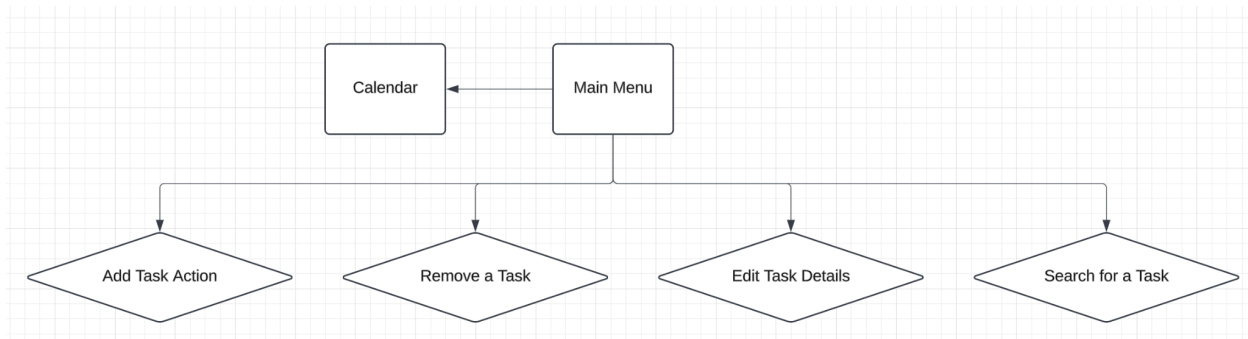 Calendar
Main Menu
Add Task Action
Remove a Task
Edit Task Details
Search for a Task